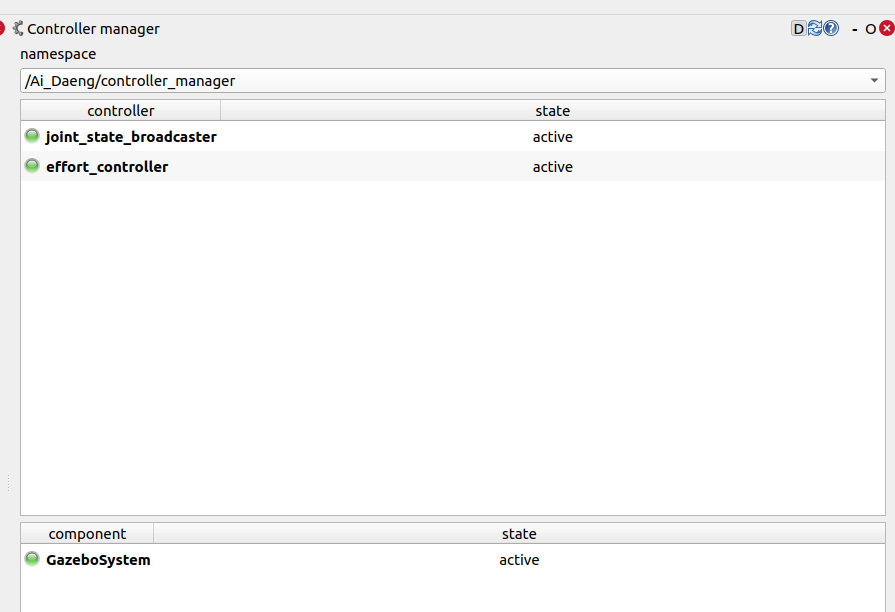 Controller manager
D ? - O
namespace
/Ai_Daeng/controller_manager
controller state
joint_state_broadcaster active
effort_controller active
component state
GazeboSystem active